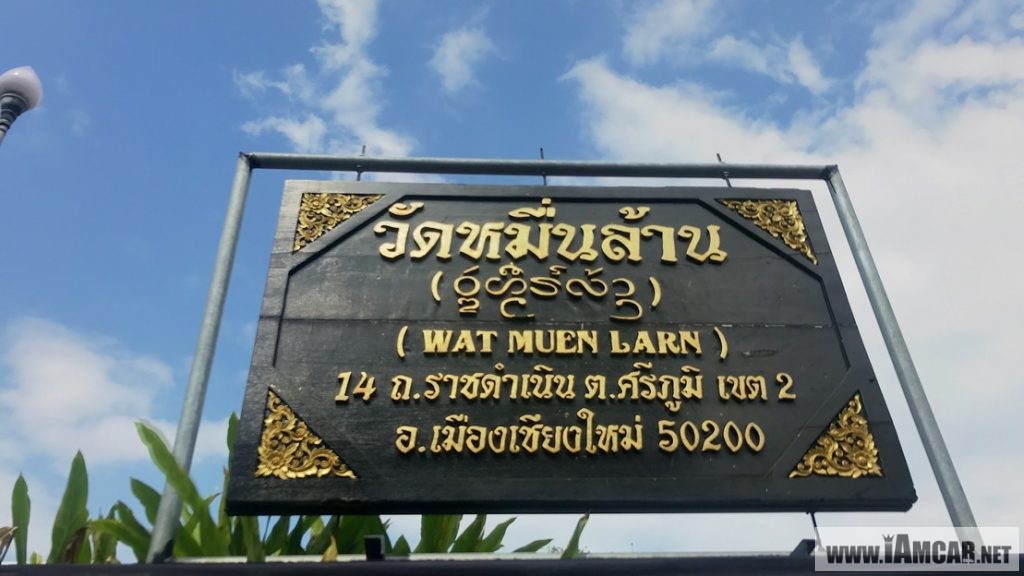 วัดหมื่นล้าน
( WAT MUEN LARN )
14 ถ.ราชดำเนิน ต.ศรีภูมิ เขต 2
อ.เมืองเชียงใหม่ 50200
WWW.IAMCAR.NET